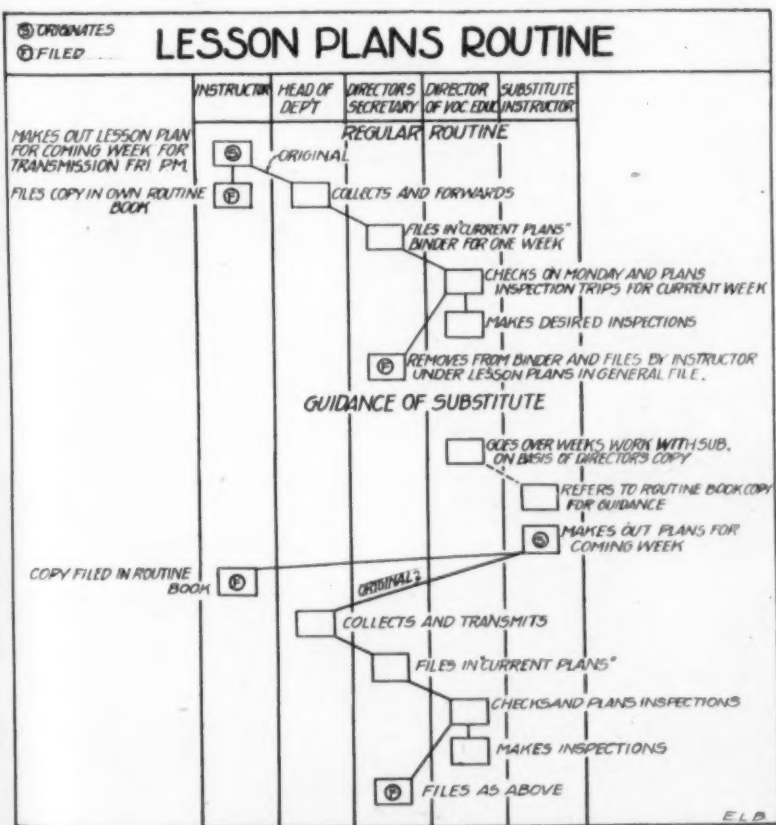 Ⓢ ORIGINATES
Ⓕ FILED
LESSON PLANS ROUTINE
INSTRUCTOR
HEAD OF
DEP'T
DIRECTORS
SECRETARY
DIRECTOR
OF VOC EDUC
SUBSTITUTE
INSTRUCTOR
REGULAR ROUTINE
MAKES OUT LESSON PLAN
FOR COMING WEEK FOR
TRANSMISSION FRI. P.M.
S
ORIGINAL
FILES COPY IN OWN ROUTINE
BOOK
F
COLLECTS AND FORWARDS
FILES IN "CURRENT PLANS"
BINDER FOR ONE WEEK
CHECKS ON MONDAY AND PLANS
INSPECTION TRIPS FOR CURRENT WEEK
MAKES DESIRED INSPECTIONS
F
REMOVES FROM BINDER AND FILES BY INSTRUCTOR
UNDER LESSON PLANS IN GENERAL FILE.
GUIDANCE OF SUBSTITUTE
GOES OVER WEEKS WORK WITH SUB.
ON BASIS OF DIRECTOR'S COPY
REFERS TO ROUTINE BOOK COPY
FOR GUIDANCE
S
MAKES OUT PLANS FOR
COMING WEEK
COPY FILED IN ROUTINE
BOOK
F
ORIGINAL
COLLECTS AND TRANSMITS
FILES IN "CURRENT PLANS"
CHECKS AND PLANS INSPECTIONS
MAKES INSPECTIONS
F
FILES AS ABOVE
E.L.B.